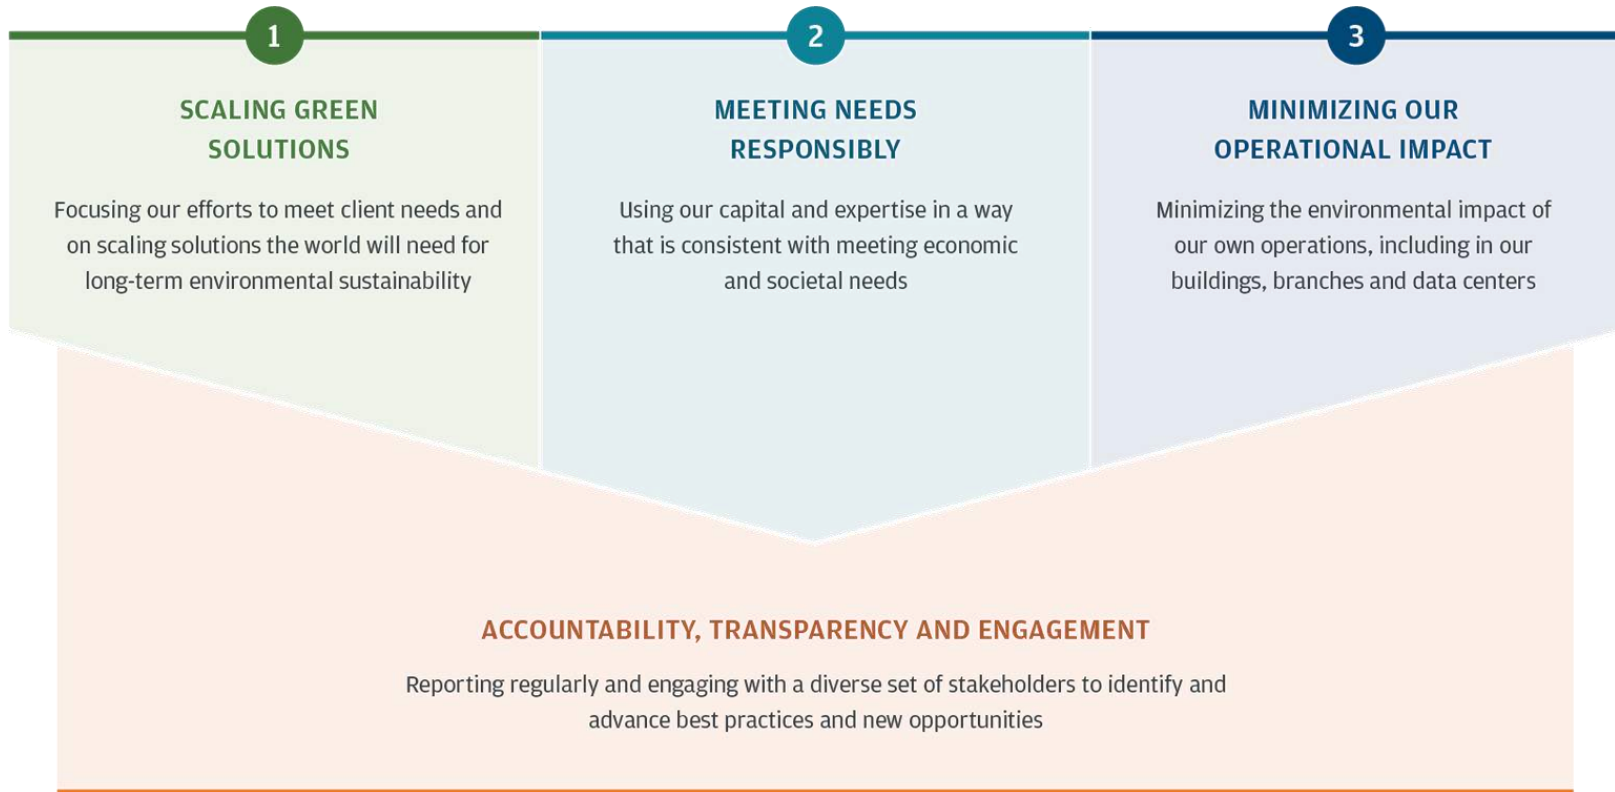 1
SCALING GREEN
SOLUTIONS
Focusing our efforts to meet client needs and
on scaling solutions the world will need for
long-term environmental sustainability
2
MEETING NEEDS
RESPONSIBLY
Using our capital and expertise in a way
that is consistent with meeting economic
and societal needs
3
MINIMIZING OUR
OPERATIONAL IMPACT
Minimizing the environmental impact of
our own operations, including in our
buildings, branches and data centers
ACCOUNTABILITY, TRANSPARENCY AND ENGAGEMENT
Reporting regularly and engaging with a diverse set of stakeholders to identify and
advance best practices and new opportunities